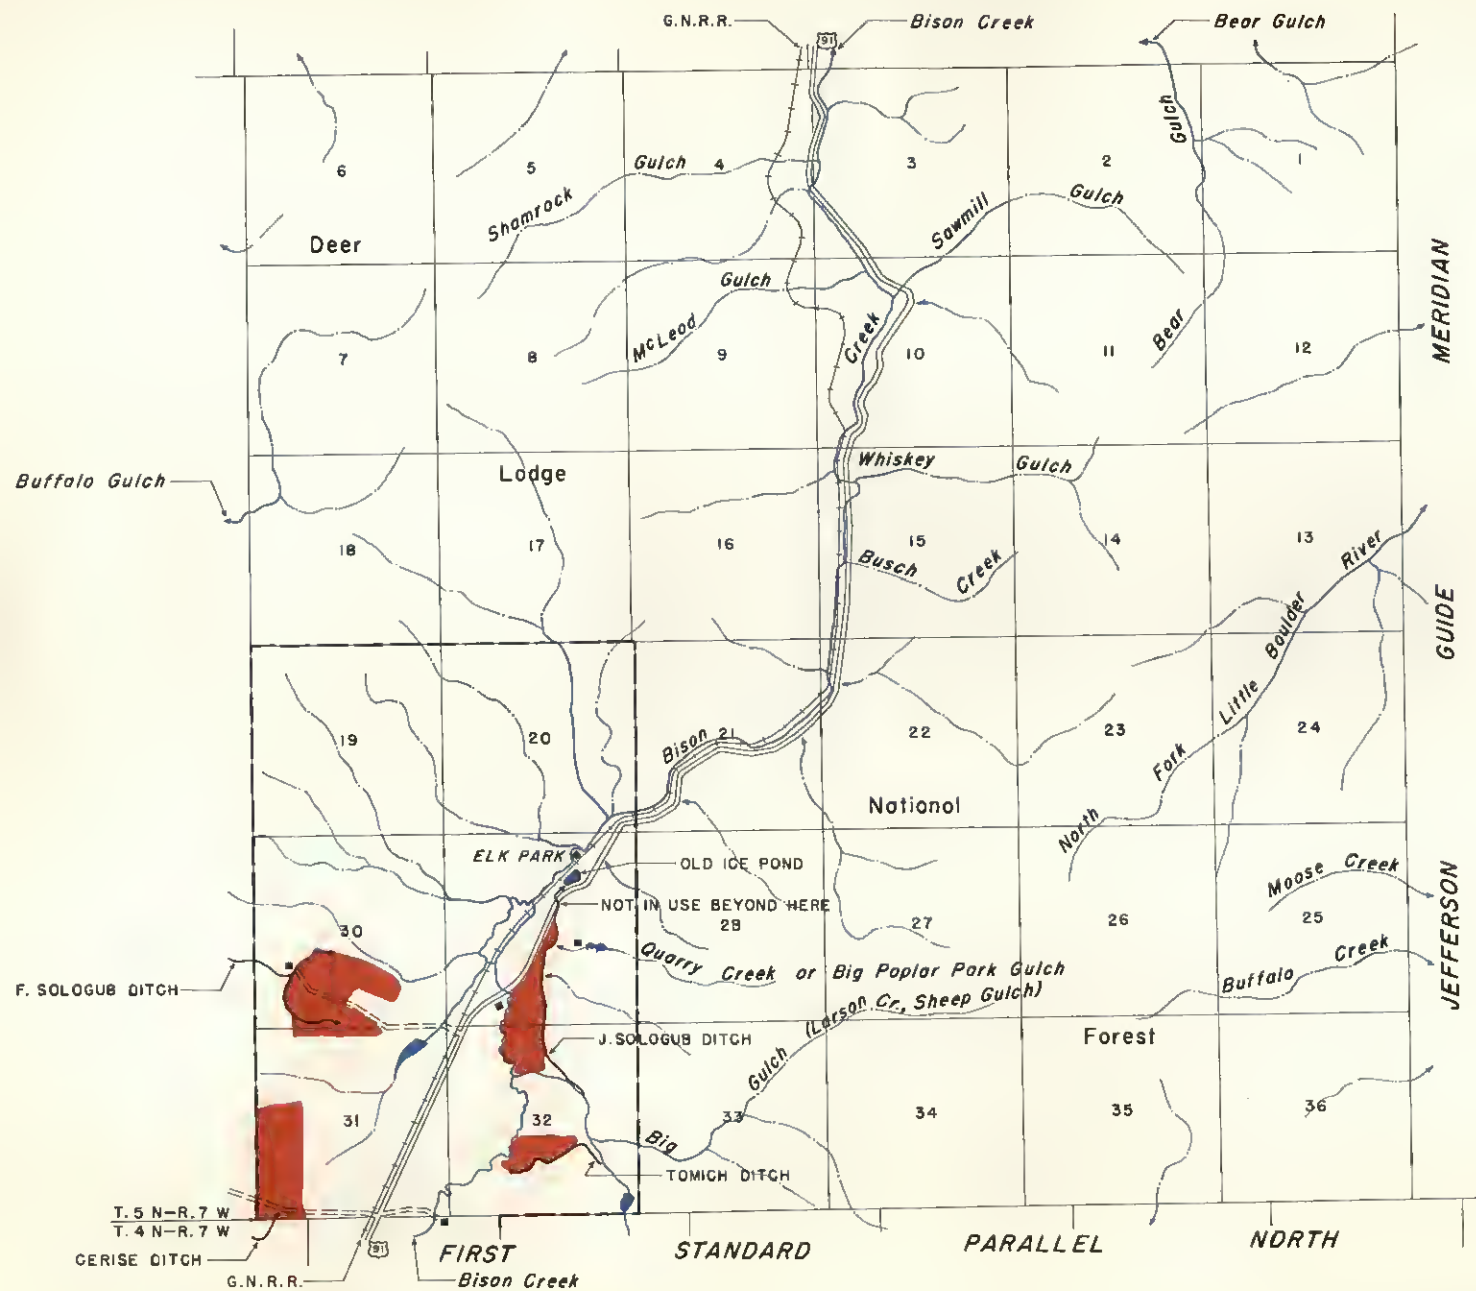 G.N.R.R.
91
Bison Creek
Bear Gulch
6
5
Gulch
4
3
2
Gulch
1
Shamrock
Sawmill
Gulch
Deer
MERIDIAN
Gulch
McLeod
Creek
Bear
7
8
9
10
11
12
Lodge
Whiskey
Gulch
Buffalo Gulch
18
17
16
15
14
13
Busch
Creek
River
Boulder
GUIDE
Little
19
20
Bison
21
22
23
24
Fork
National
North
ELK PARK
OLD ICE POND
Moose Creek
NOT IN USE BEYOND HERE
30
28
27
26
25
JEFFERSON
Quarry Creek or Big Poplar Park Gulch
Buffalo Creek
F. SOLOGUB DITCH
(Larson Cr., Sheep Gulch)
J. SOLOGUB DITCH
Gulch
Forest
31
32
33
34
35
36
Big
TOMICH DITCH
T. 5 N-R. 7 W
T. 4 N-R. 7 W
GERISE DITCH
91
FIRST
STANDARD
PARALLEL
NORTH
G.N.R.R.
Bison Creek